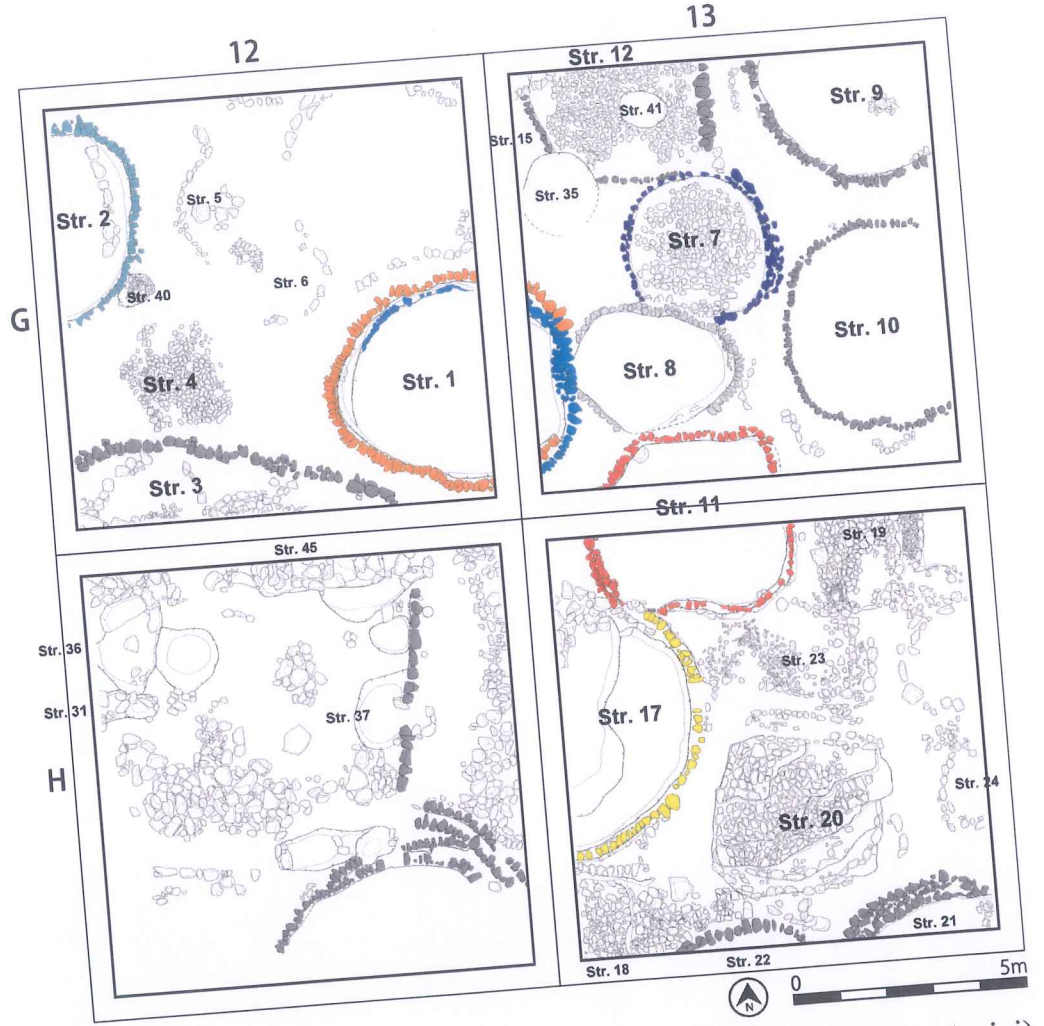 12
13
Str. 12
Str. 9
Str. 41
Str. 15
Str. 35
Str. 5
Str. 2
Str. 7
Str. 6
Str. 40
G
Str. 10
Str. 4
Str. 1
Str. 8
Str. 3
Str. 11
Str. 45
Str. 19
Str. 36
Str. 23
Str. 31
Str. 37
Str. 17
H
Str. 24
Str. 20
Str. 21
Str. 18
Str. 22
N
0
5m